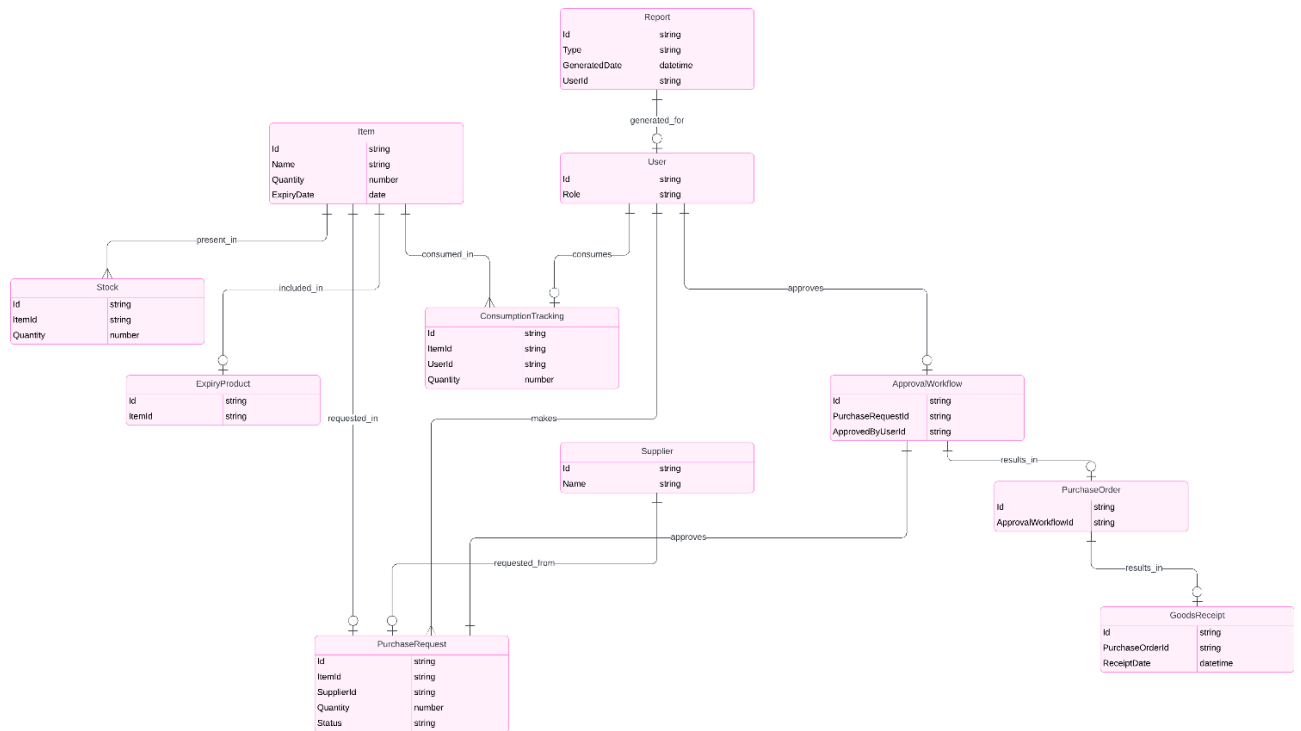 Report
Id string
Type string
GeneratedDate datetime
UserId string
generated_for
Item
Id string
Name string
Quantity number
ExpiryDate date
User
Id string
Role string
present_in
consumed_in
consumes
Stock
Id string
ItemId string
Quantity number
included_in
approves
ConsumptionTracking
Id string
ItemId string
UserId string
Quantity number
ExpiryProduct
Id string
ItemId string
ApprovalWorkflow
Id string
PurchaseRequestId string
ApprovedByUserId string
requested_in
makes
Supplier
Id string
Name string
results_in
PurchaseOrder
Id string
ApprovalWorkflowId string
approves
requested_from
results_in
GoodsReceipt
Id string
PurchaseOrderId string
ReceiptDate datetime
PurchaseRequest
Id string
ItemId string
SupplierId string
Quantity number
Status string